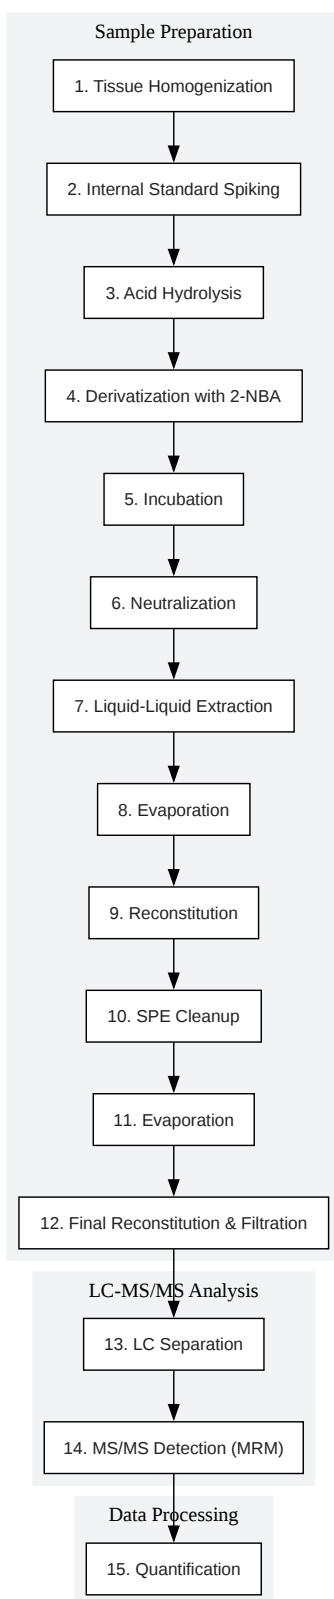 Sample Preparation
1. Tissue Homogenization
2. Internal Standard Spiking
3. Acid Hydrolysis
4. Derivatization with 2-NBA
5. Incubation
6. Neutralization
7. Liquid-Liquid Extraction
8. Evaporation
9. Reconstitution
10. SPE Cleanup
11. Evaporation
12. Final Reconstitution & Filtration
LC-MS/MS Analysis
13. LC Separation
14. MS/MS Detection (MRM)
Data Processing
15. Quantification